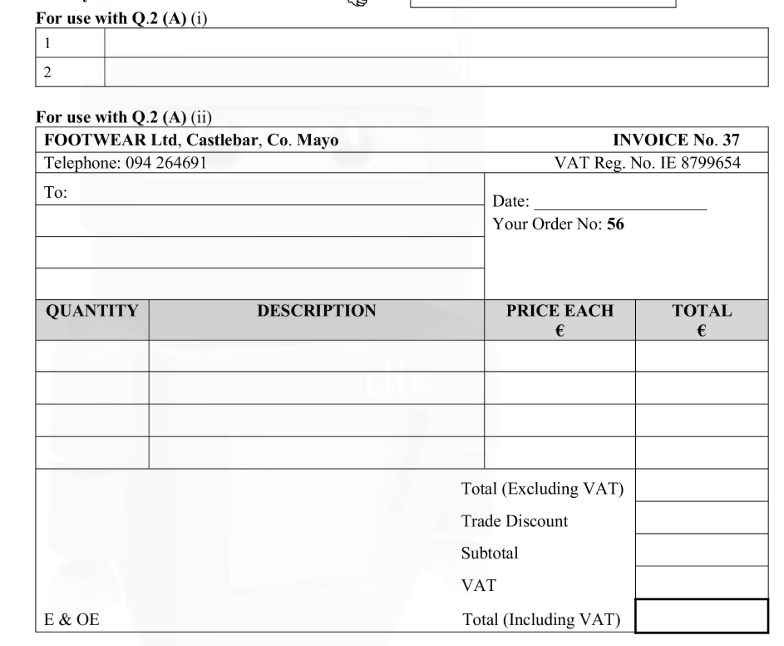 For use with Q.2 (A) (i)
1
2
For use with Q.2 (A) (ii)
FOOTWEAR Ltd, Castlebar, Co. Mayo INVOICE No. 37
Telephone: 094 264691 VAT Reg. No. IE 8799654
To:
Date: ____________________
Your Order No: 56
QUANTITY DESCRIPTION PRICE EACH TOTAL
€ €
Total (Excluding VAT)
Trade Discount
Subtotal
VAT
E & OE Total (Including VAT)